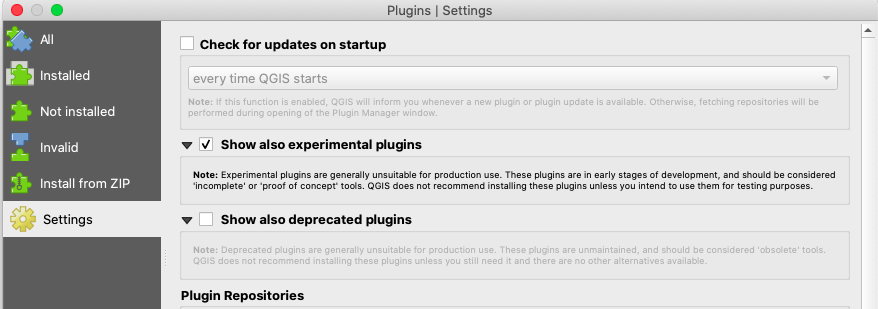 Plugins | Settings
All
Installed
Not installed
Invalid
Install from ZIP
Settings
Check for updates on startup
every time QGIS starts
Note: If this function is enabled, QGIS will inform you whenever a new plugin or plugin update is available. Otherwise, fetching repositories will be
performed during opening of the Plugin Manager window.
Show also experimental plugins
Note: Experimental plugins are generally unsuitable for production use. These plugins are in early stages of development, and should be considered
'incomplete' or 'proof of concept' tools. QGIS does not recommend installing these plugins unless you intend to use them for testing purposes.
Show also deprecated plugins
Note: Deprecated plugins are generally unsuitable for production use. These plugins are unmaintained, and should be considered 'obsolete' tools.
QGIS does not recommend installing these plugins unless you still need it and there are no other alternatives available.
Plugin Repositories